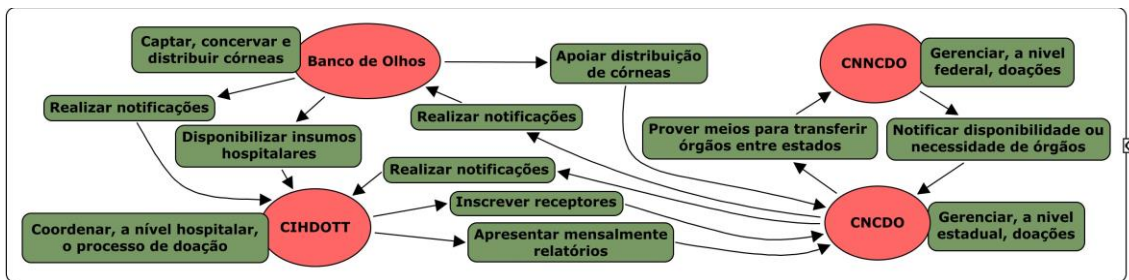 Captar, concervar e
distribuir córneas
Banco de Olhos
Apoiar distribuição
de córneas
CNNCDO
Gerenciar, a nivel
federal, doações
Realizar notificações
Realizar notificações
Disponibilizar insumos
hospitalares
Prover meios para transferir
órgãos entre estados
Notificar disponibilidade ou
necessidade de órgãos
Realizar notificações
Inscrever receptores
Coordenar, a nível hospitalar,
o processo de doação
CIHDOTT
Apresentar mensalmente
relatórios
CNCDO
Gerenciar, a nivel
estadual, doações